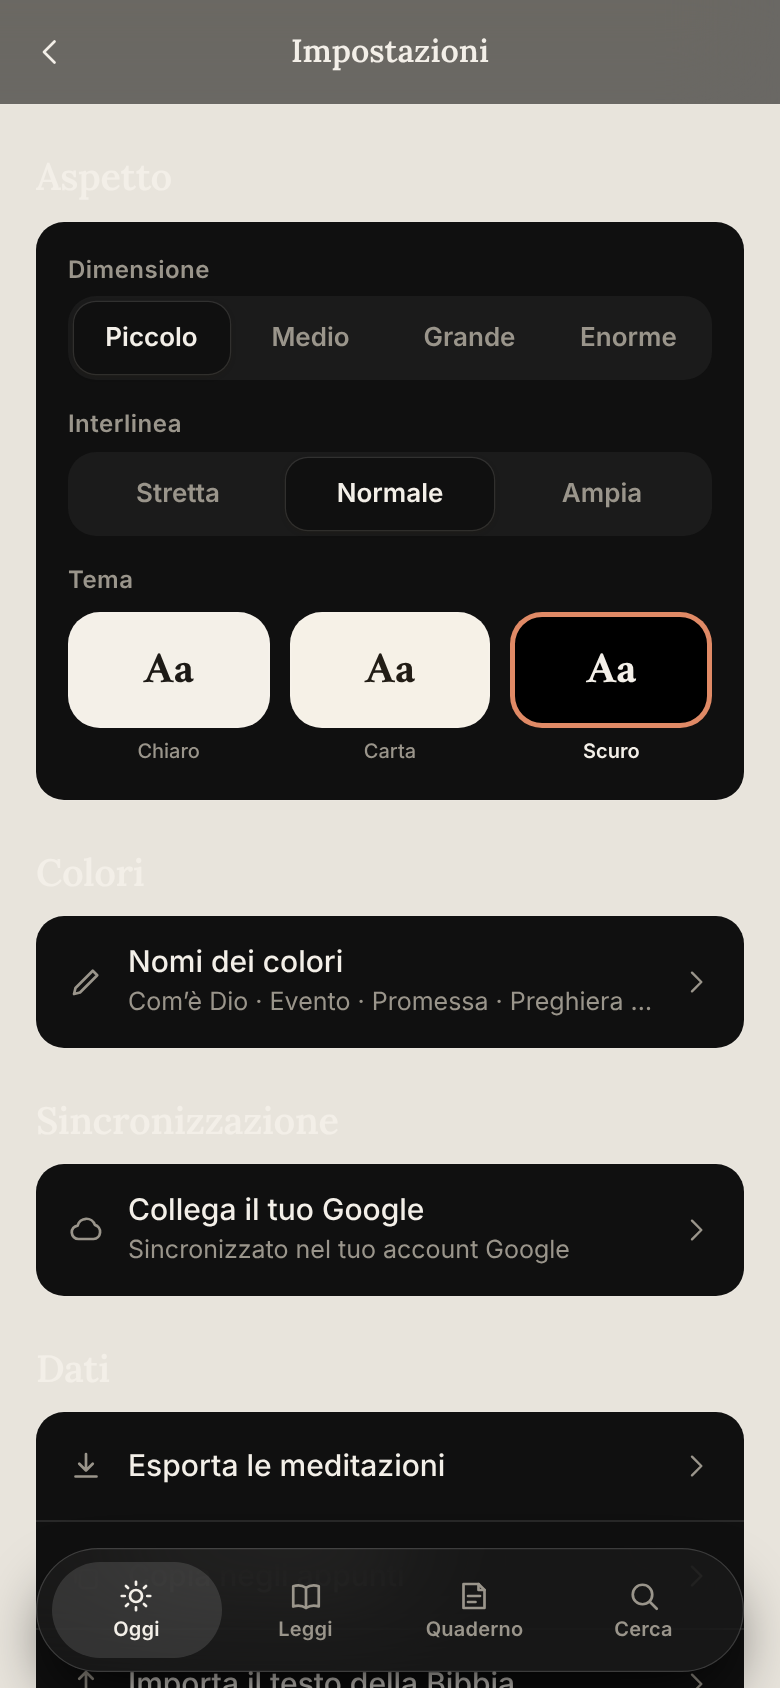 Impostazioni
Aspetto
Dimensione
Piccolo Medio Grande Enorme
Interlinea
Stretta Normale Ampia
Tema
Aa Aa Aa
Chiaro Carta Scuro
Colori
Nomi dei colori
Com’è Dio · Evento · Promessa · Preghiera ...
Sincronizzazione
Collega il tuo Google
Sincronizzato nel tuo account Google
Dati
Esporta le meditazioni
negli appunti
Oggi Leggi Quaderno Cerca
Importa il testo della Bibbia